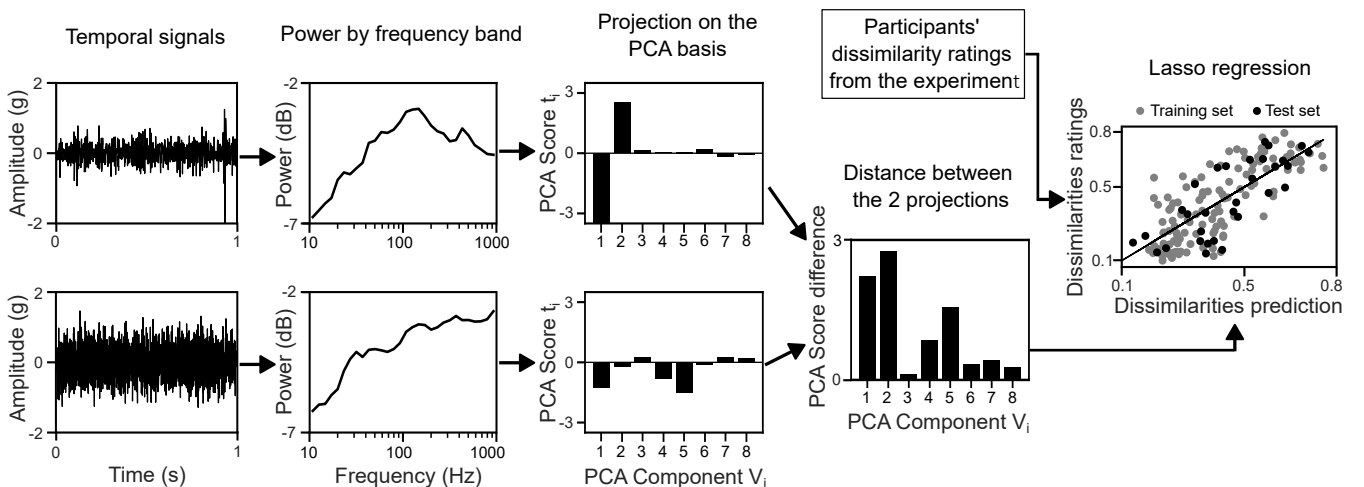 Temporal signals
Amplitude (g)
2
0
-2
0
1
Amplitude (g)
2
0
-2
0
1
Time (s)
Power by frequency band
Power (dB)
-2
-7
10
100
1000
Power (dB)
-2
-7
10
100
1000
Frequency (Hz)
Projection on the
PCA basis
PCA Score t_i
3
0
-3
1 2 3 4 5 6 7 8
PCA Score t_i
3
0
-3
1 2 3 4 5 6 7 8
PCA Component V_i
Participants'
dissimilarity ratings
from the experiment
Distance between
the 2 projections
PCA Score difference
3
0
1 2 3 4 5 6 7 8
PCA Component V_i
Lasso regression
Training set
Test set
Dissimilarities ratings
0.8
0.5
0.1
0.1
0.5
0.8
Dissimilarities prediction